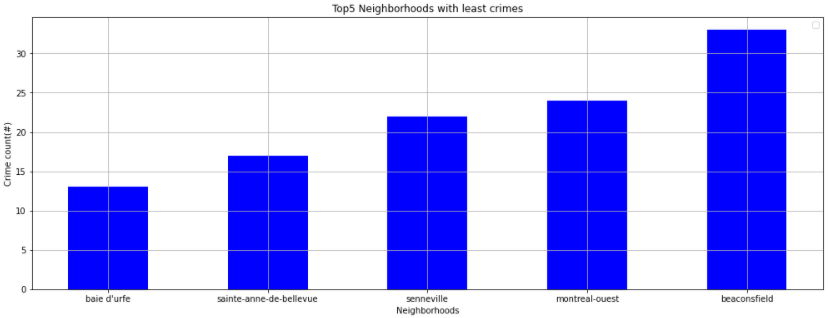 Top5 Neighborhoods with least crimes
Crime count(#)
30
25
20
15
10
5
0
baie d'urfe
sainte-anne-de-bellevue
senneville
montreal-ouest
beaconsfield
Neighborhoods